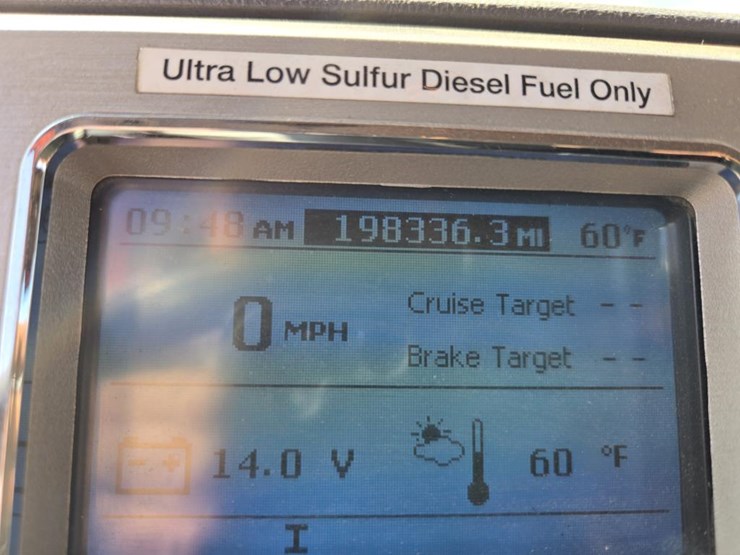 Ultra Low Sulfur Diesel Fuel Only
09:48 AM 198336.3 MI 60°F
0 MPH
Cruise Target --
Brake Target --
14.0 V 60 °F
I